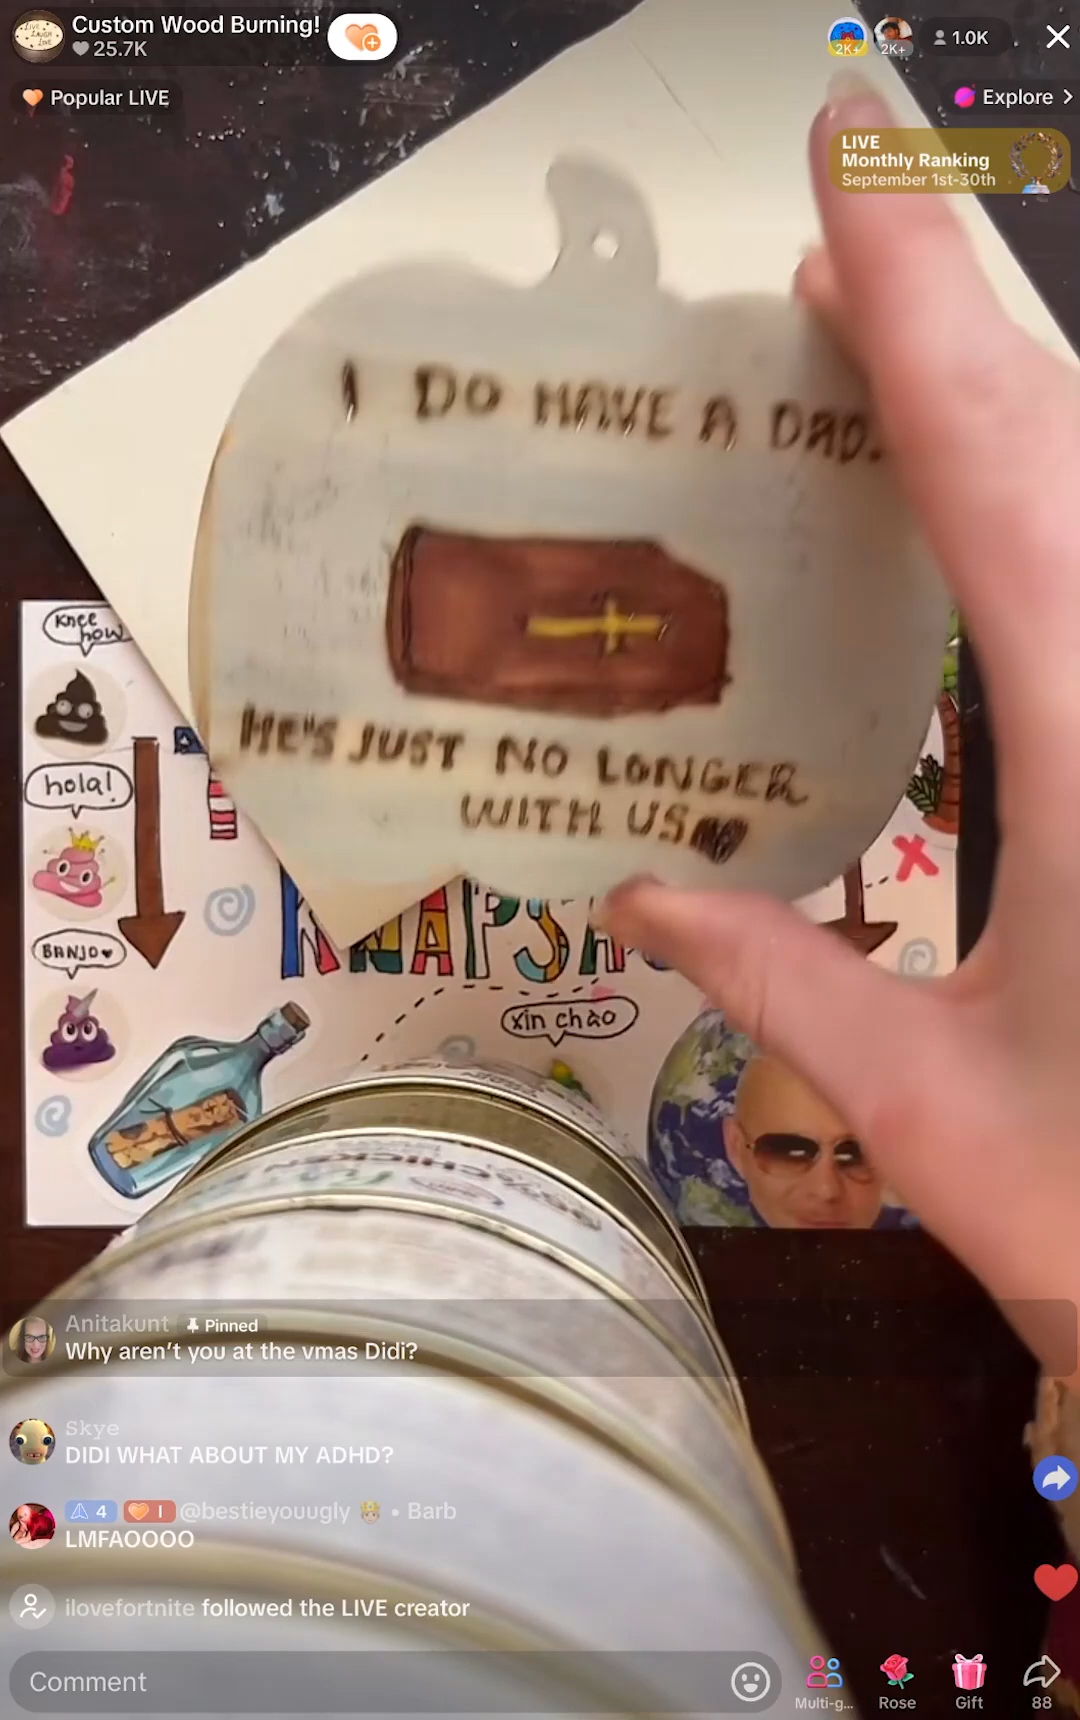 Custom Wood Burning!
25.7K
2K+
2K+
1.0K
Popular LIVE
Explore
LIVE
Monthly Ranking
September 1st-30th
I DO HAVE A DAD.
HE'S JUST NO LONGER
WITH US
Knee
how
hola!
BANJO
xin chào
CHICKEN
Anitakunt Pinned
Why aren't you at the vmas Didi?
Skye
DIDI WHAT ABOUT MY ADHD?
4 I @bestieyouugly • Barb
LMFAOOOO
ilovefortnite followed the LIVE creator
Comment
Multi-g...
Rose
Gift
88